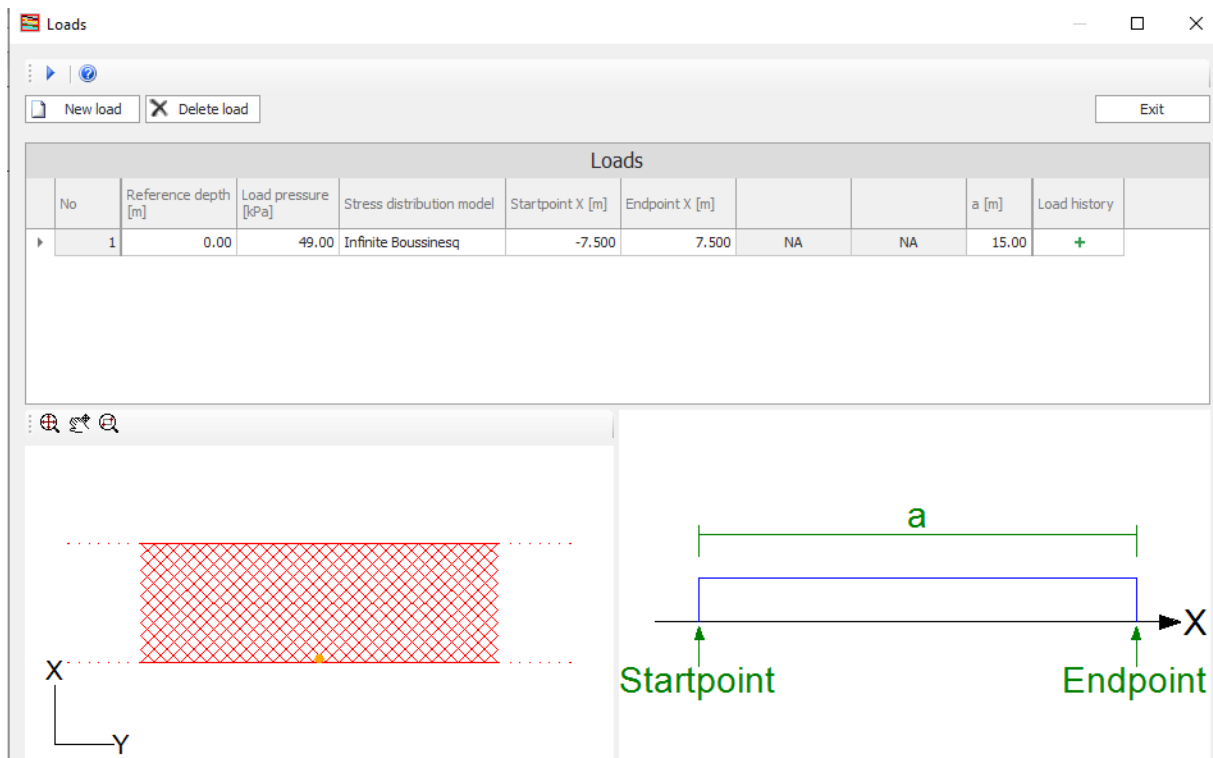 Loads
New load Delete load Exit
Loads
No Reference depth [m] Load pressure [kPa] Stress distribution model Startpoint X [m] Endpoint X [m] a [m] Load history
1 0.00 49.00 Infinite Boussinesq -7.500 7.500 NA NA 15.00 +
a
X
Startpoint Endpoint
X
Y